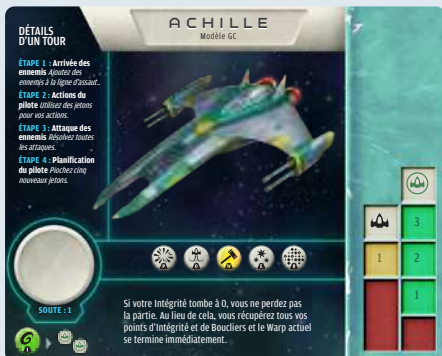 DÉTAILS
D'UN TOUR
ÉTAPE 1 : Arrivée des
ennemis Ajoutez des
ennemis à la ligne d'assaut..
ÉTAPE 2 : Actions du
pilote Utilisez des jetons
pour vos actions.
ÉTAPE 3 : Attaque des
ennemis Résolvez toutes
les attaques.
ÉTAPE 4 : Planification
du pilote Piochez cinq
nouveaux jetons.
ACHILLE
Modèle GC
SOUTE : 1
Si votre Intégrité tombe à 0, vous ne perdez pas
la partie. Au lieu de cela, vous récupérez tous vos
points d'Intégrité et de Boucliers et le Warp actuel
se termine immédiatement.
3
1 2
1